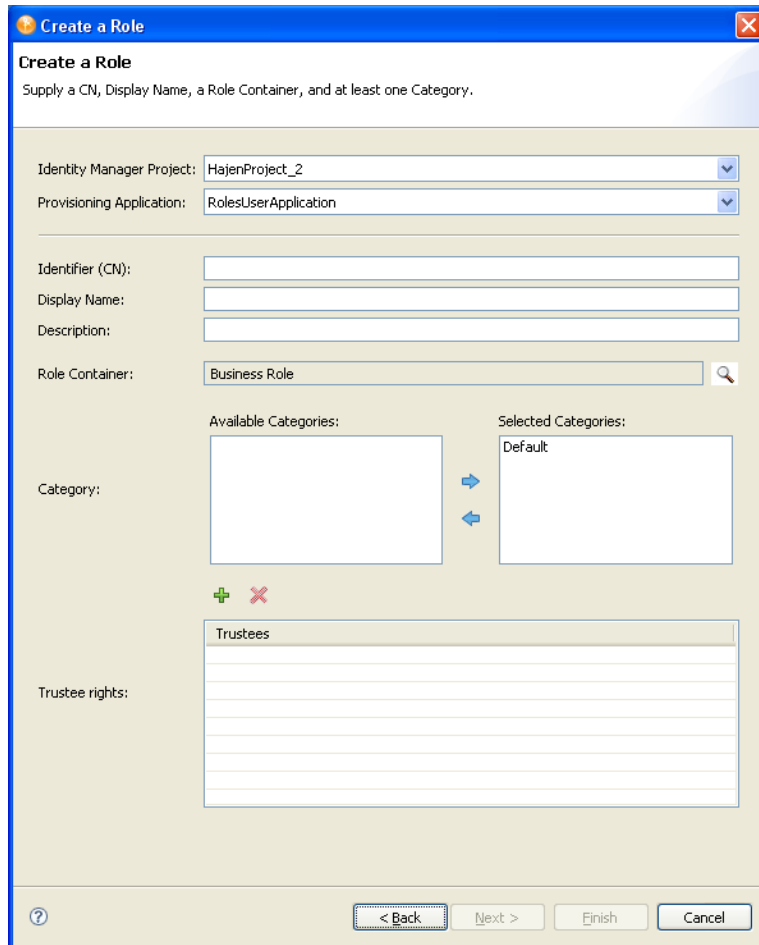 Create a Role
Create a Role
Supply a CN, Display Name, a Role Container, and at least one Category.
Identity Manager Project: HajenProject_2
Provisioning Application: RolesUserApplication
Identifier (CN):
Display Name:
Description:
Role Container: Business Role
Available Categories: Selected Categories:
Default
Category:
Trustees
Trustee rights:
? < Back Next > Finish Cancel